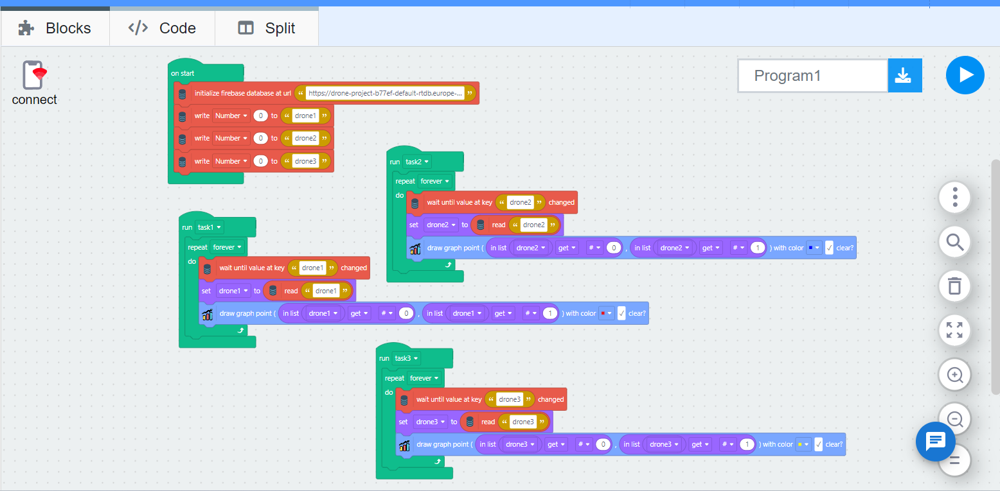 Blocks
Code
Split
connect
Program1
on start
initialize firebase database at url “ https://drone-project-b77ef-default-rtdb.europe-... ”
write Number 0 to “ drone1 ”
write Number 0 to “ drone2 ”
write Number 0 to “ drone3 ”
run task2
repeat forever
do wait until value at key “ drone2 ” changed
set drone2 to read “ drone2 ”
draw graph point ( in list drone2 get # 0 , in list drone2 get # 1 ) with color ✓ clear?
run task1
repeat forever
do wait until value at key “ drone1 ” changed
set drone1 to read “ drone1 ”
draw graph point ( in list drone1 get # 0 , in list drone1 get # 1 ) with color ✓ clear?
run task3
repeat forever
do wait until value at key “ drone3 ” changed
set drone3 to read “ drone3 ”
draw graph point ( in list drone3 get # 0 , in list drone3 get # 1 ) with color ✓ clear?